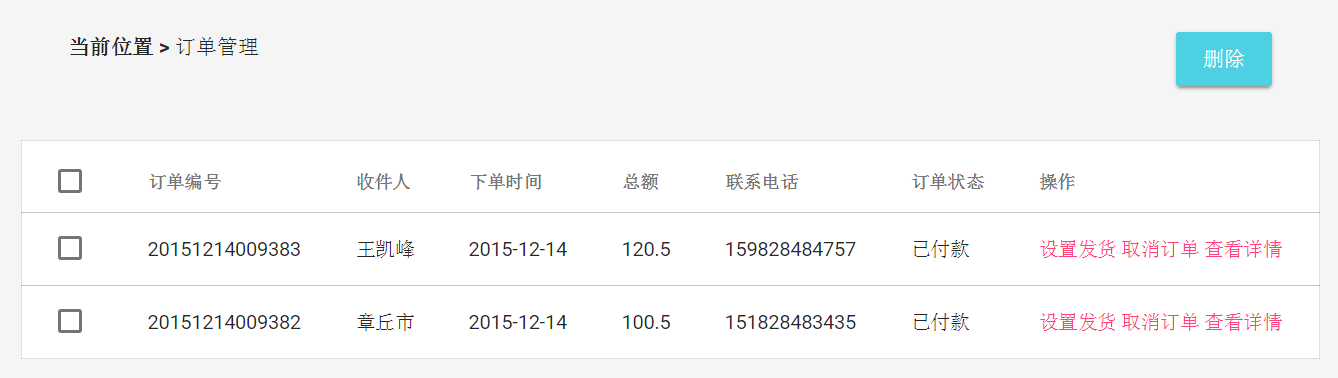 当前位置 > 订单管理
删除
订单编号 收件人 下单时间 总额 联系电话 订单状态 操作
20151214009383 王凯峰 2015-12-14 120.5 159828484757 已付款 设置发货 取消订单 查看详情
20151214009382 章丘市 2015-12-14 100.5 151828483435 已付款 设置发货 取消订单 查看详情